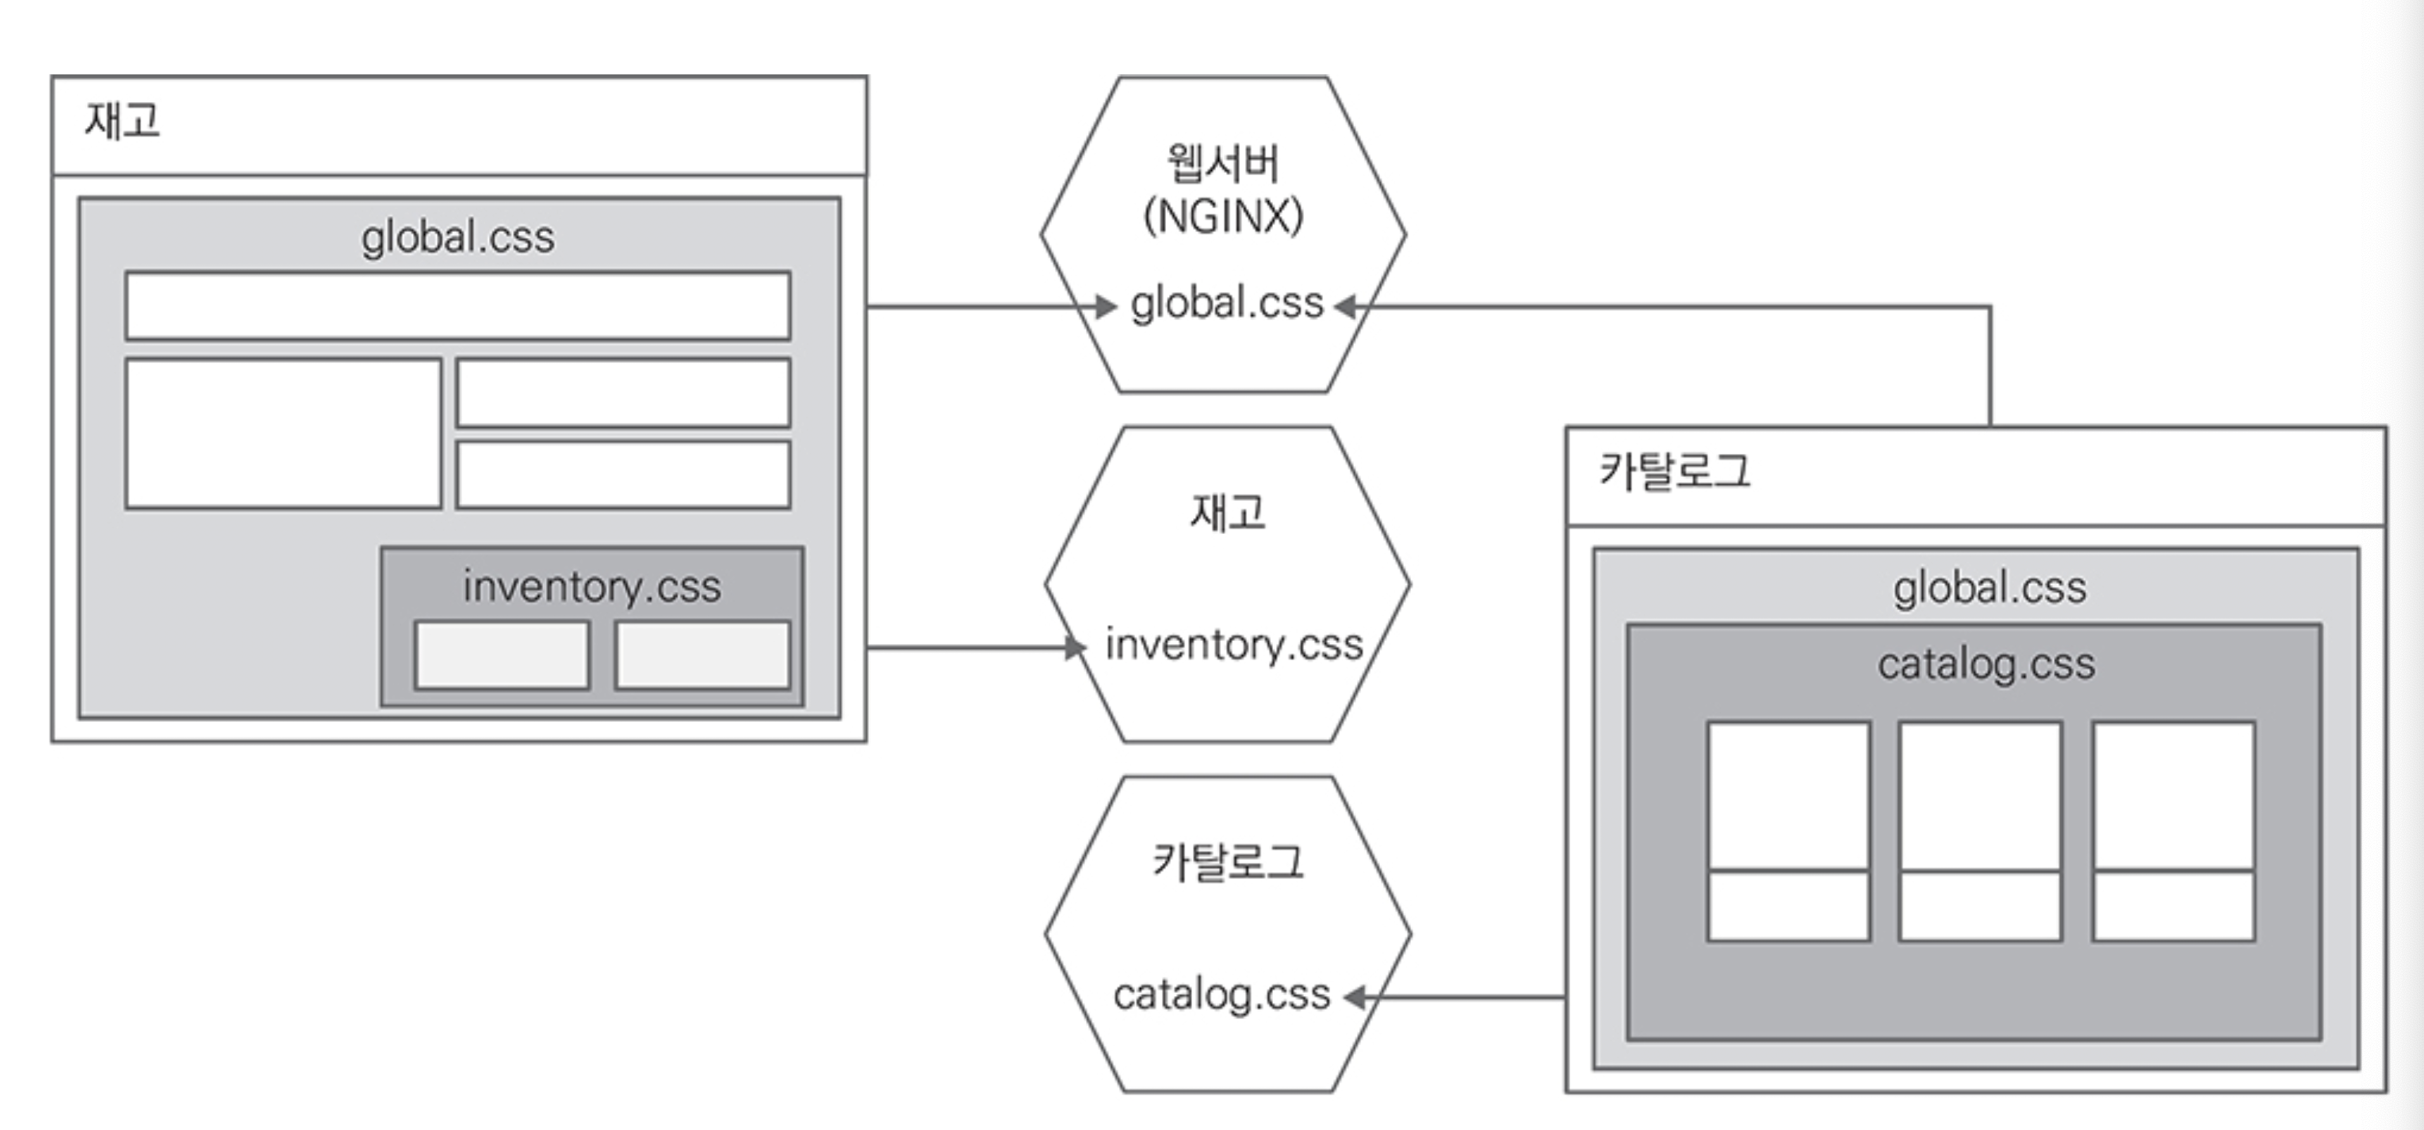 재고
global.css
inventory.css
웹서버
(NGINX)
global.css
재고
inventory.css
카탈로그
catalog.css
카탈로그
global.css
catalog.css